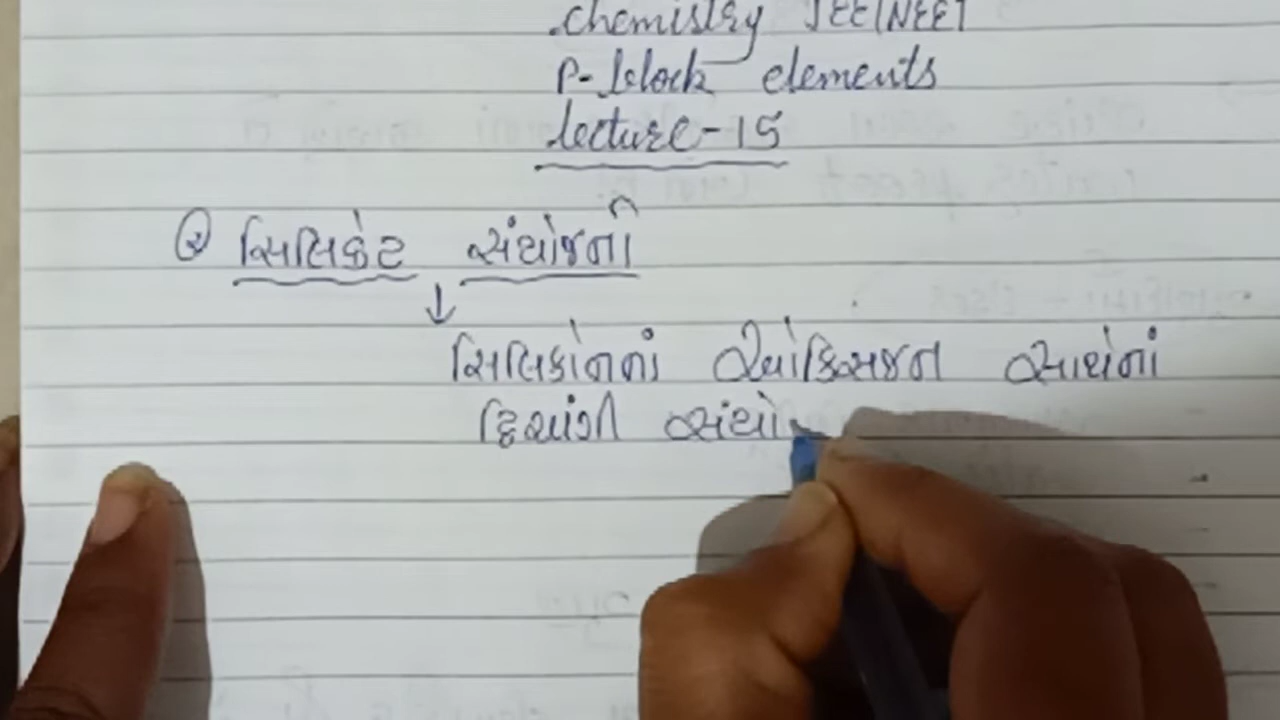 chemistry JEE/NEET
P-block elements
lecture-15
② સિલિકેટ સંયોજનો
સિલિકોનનાં ઓક્સિજન સાથેનાં
દ્વિઅંગી સંયો